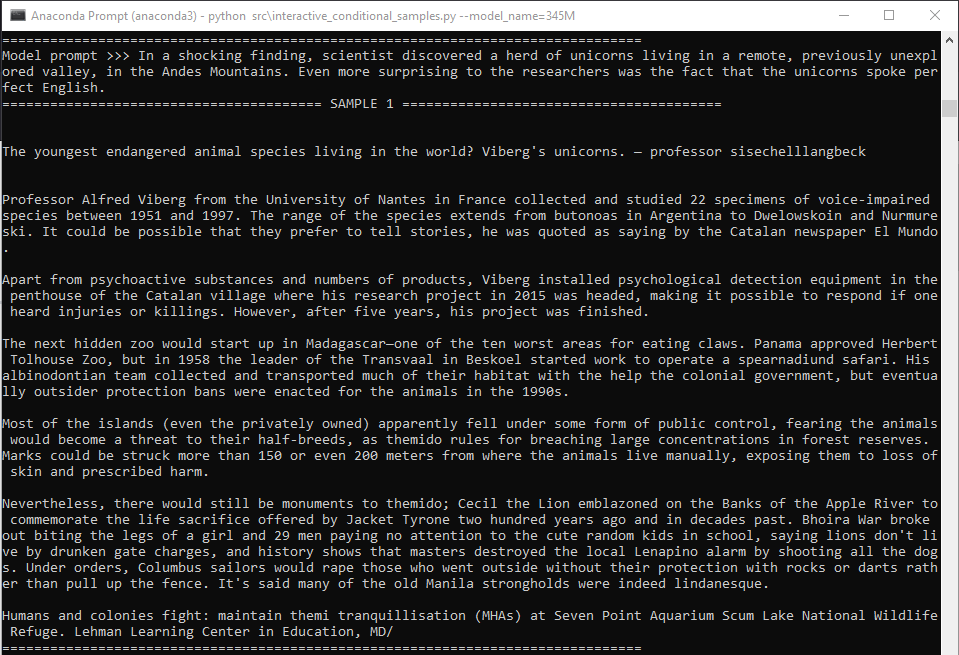 Anaconda Prompt (anaconda3) - python src\interactive_conditional_samples.py --model_name=345M
================================================================================
Model prompt >>> In a shocking finding, scientist discovered a herd of unicorns living in a remote, previously unexpl
ored valley, in the Andes Mountains. Even more surprising to the researchers was the fact that the unicorns spoke per
fect English.
======================================== SAMPLE 1 ========================================
The youngest endangered animal species living in the world? Viberg's unicorns. — professor sisechelllangbeck
Professor Alfred Viberg from the University of Nantes in France collected and studied 22 specimens of voice-impaired
species between 1951 and 1997. The range of the species extends from butonoas in Argentina to Dwelowskoin and Nurmure
ski. It could be possible that they prefer to tell stories, he was quoted as saying by the Catalan newspaper El Mundo
.
Apart from psychoactive substances and numbers of products, Viberg installed psychological detection equipment in the
 penthouse of the Catalan village where his research project in 2015 was headed, making it possible to respond if one
 heard injuries or killings. However, after five years, his project was finished.
The next hidden zoo would start up in Madagascar—one of the ten worst areas for eating claws. Panama approved Herbert
 Tolhouse Zoo, but in 1958 the leader of the Transvaal in Beskoel started work to operate a spearnadiund safari. His
albinodontian team collected and transported much of their habitat with the help the colonial government, but eventua
lly outsider protection bans were enacted for the animals in the 1990s.
Most of the islands (even the privately owned) apparently fell under some form of public control, fearing the animals
 would become a threat to their half-breeds, as themido rules for breaching large concentrations in forest reserves.
Marks could be struck more than 150 or even 200 meters from where the animals live manually, exposing them to loss of
 skin and prescribed harm.
Nevertheless, there would still be monuments to themido; Cecil the Lion emblazoned on the Banks of the Apple River to
 commemorate the life sacrifice offered by Jacket Tyrone two hundred years ago and in decades past. Bhoira War broke
out biting the legs of a girl and 29 men paying no attention to the cute random kids in school, saying lions don't li
ve by drunken gate charges, and history shows that masters destroyed the local Lenapino alarm by shooting all the dog
s. Under orders, Columbus sailors would rape those who went outside without their protection with rocks or darts rath
er than pull up the fence. It's said many of the old Manila strongholds were indeed lindanesque.
Humans and colonies fight: maintain themi tranquillisation (MHAs) at Seven Point Aquarium Scum Lake National Wildlife
 Refuge. Lehman Learning Center in Education, MD/
================================================================================